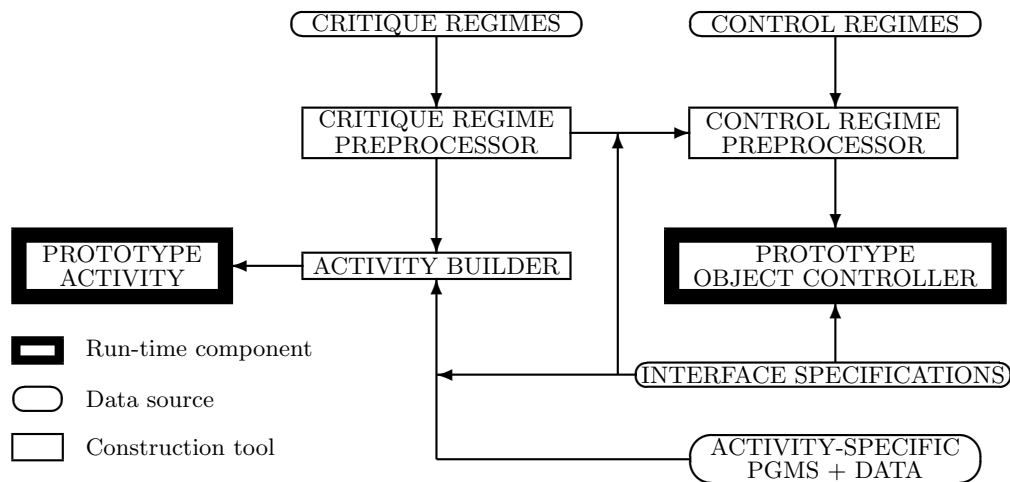 CRITIQUE REGIMES
CONTROL REGIMES
CRITIQUE REGIME
PREPROCESSOR
CONTROL REGIME
PREPROCESSOR
PROTOTYPE
ACTIVITY
ACTIVITY BUILDER
PROTOTYPE
OBJECT CONTROLLER
Run-time component
INTERFACE SPECIFICATIONS
Data source
Construction tool
ACTIVITY-SPECIFIC
PGMS + DATA